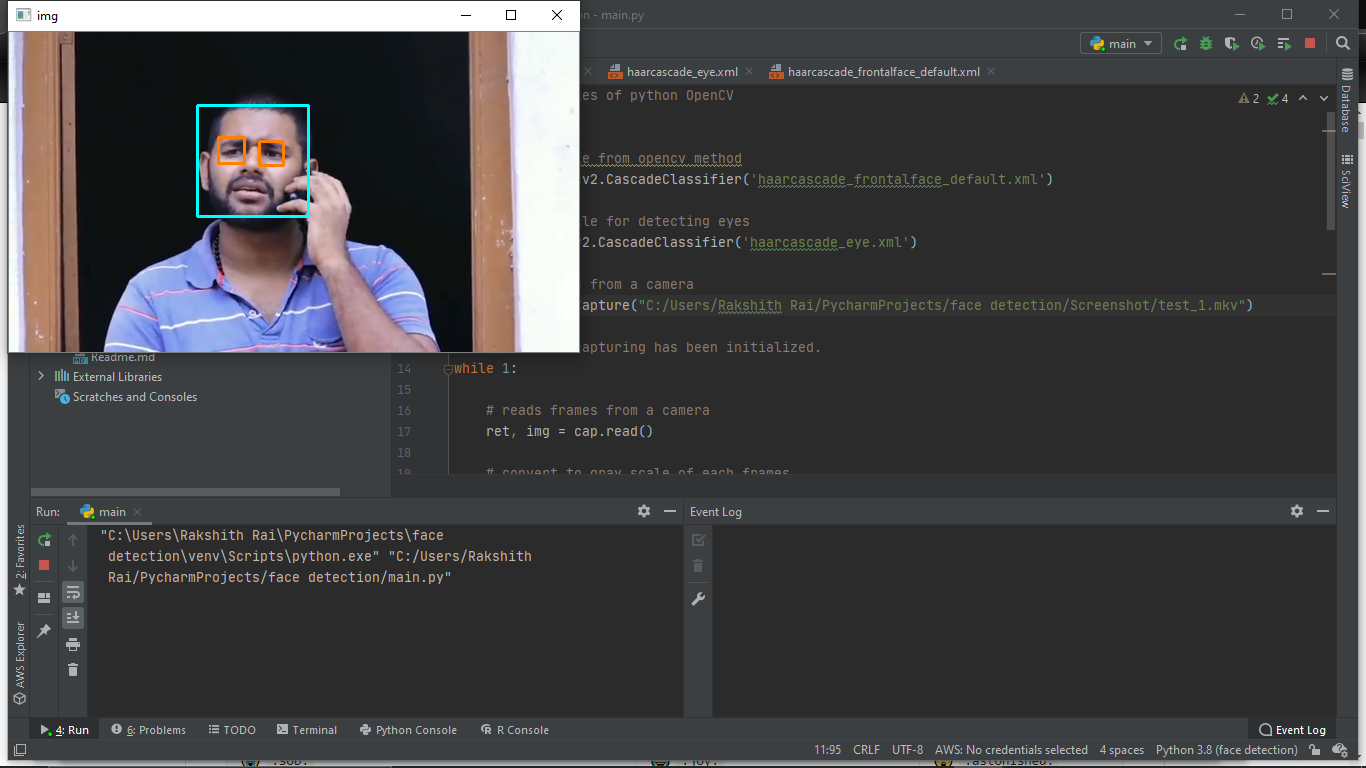 img
- main.py
main
haarcascade_eye.xml
haarcascade_frontalface_default.xml
es of python OpenCV
2 4
e from opencv method
v2.CascadeClassifier('haarcascade_frontalface_default.xml')
le for detecting eyes
2.CascadeClassifier('haarcascade_eye.xml')
from a camera
apture("C:/Users/Rakshith Rai/PycharmProjects/face detection/Screenshot/test_1.mkv")
apturing has been initialized.
14 while 1:
15
16 # reads frames from a camera
17 ret, img = cap.read()
18
19 # convert to gray scale of each frames
Database
SciView
Readme.md
External Libraries
Scratches and Consoles
Run: main
Event Log
"C:\Users\Rakshith Rai\PycharmProjects\face
detection\venv\Scripts\python.exe" "C:/Users/Rakshith
Rai/PycharmProjects/face detection/main.py"
2: Favorites
AWS Explorer
4: Run 6: Problems TODO Terminal Python Console R Console Event Log
11:95 CRLF UTF-8 AWS: No credentials selected 4 spaces Python 3.8 (face detection)
:sob: :joy: :astonished: